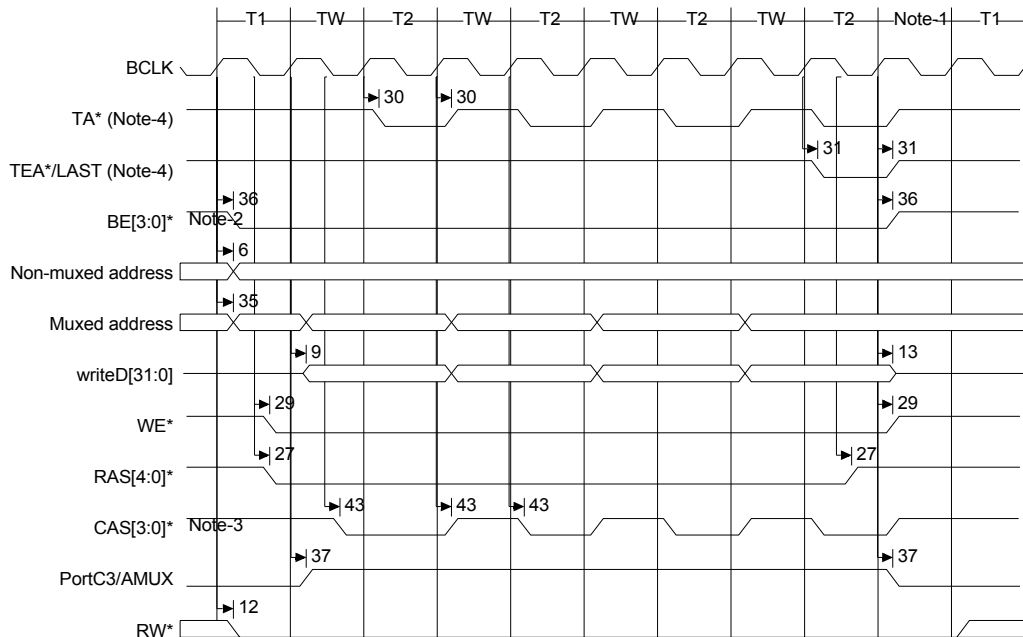 T1 TW T2 TW T2 TW T2 TW T2 Note-1 T1
BCLK
30 30
TA* (Note-4)
31 31
TEA*/LAST (Note-4)
36 36
BE[3:0]* Note-2
6
Non-muxed address
35
Muxed address
9 13
writeD[31:0]
29 29
WE*
27 27
RAS[4:0]*
43 43 43
CAS[3:0]* Note-3
37 37
PortC3/AMUX
12
RW*